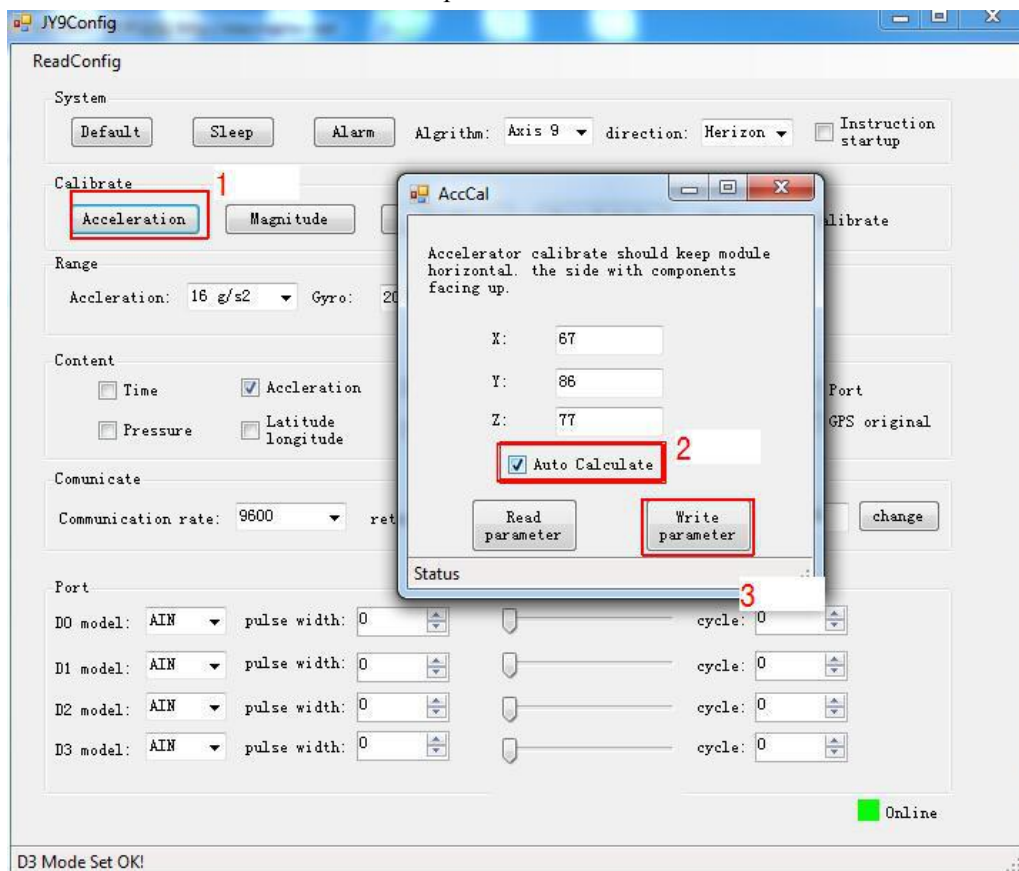 JY9Config
ReadConfig
System
Default Sleep Alarm Algrithm: Axis 9 direction: Herizon Instruction startup
Calibrate 1
Acceleration Magnitude alibrate
Range
Accleration: 16 g/s2 Gyro: 20
Content
Time Accleration Port
Pressure Latitude longitude GPS original
Comunicate
Communication rate: 9600 ret change
AccCal
Accelerator calibrate should keep module
horizontal. the side with components
facing up.
X: 67
Y: 86
Z: 77
Auto Calculate 2
Read parameter Write parameter
Status
3
Port
D0 model: AIN pulse width: 0 cycle: 0
D1 model: AIN pulse width: 0 cycle: 0
D2 model: AIN pulse width: 0 cycle: 0
D3 model: AIN pulse width: 0 cycle: 0
Online
D3 Mode Set OK!